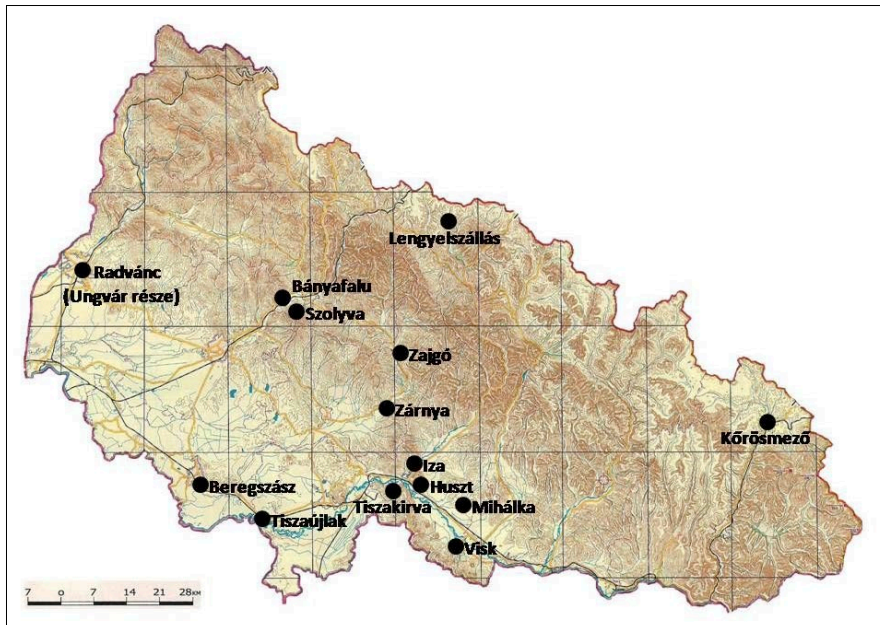 Lengyelszállás
Radvánc
(Ungvár része)
Bányafalu
Szolyva
Zajgó
Zárnya
Kőrösmező
Iza
Beregszász
Huszt
Tiszakirva
Mihálka
Tiszaújlak
Visk
7 0 7 14 21 28км